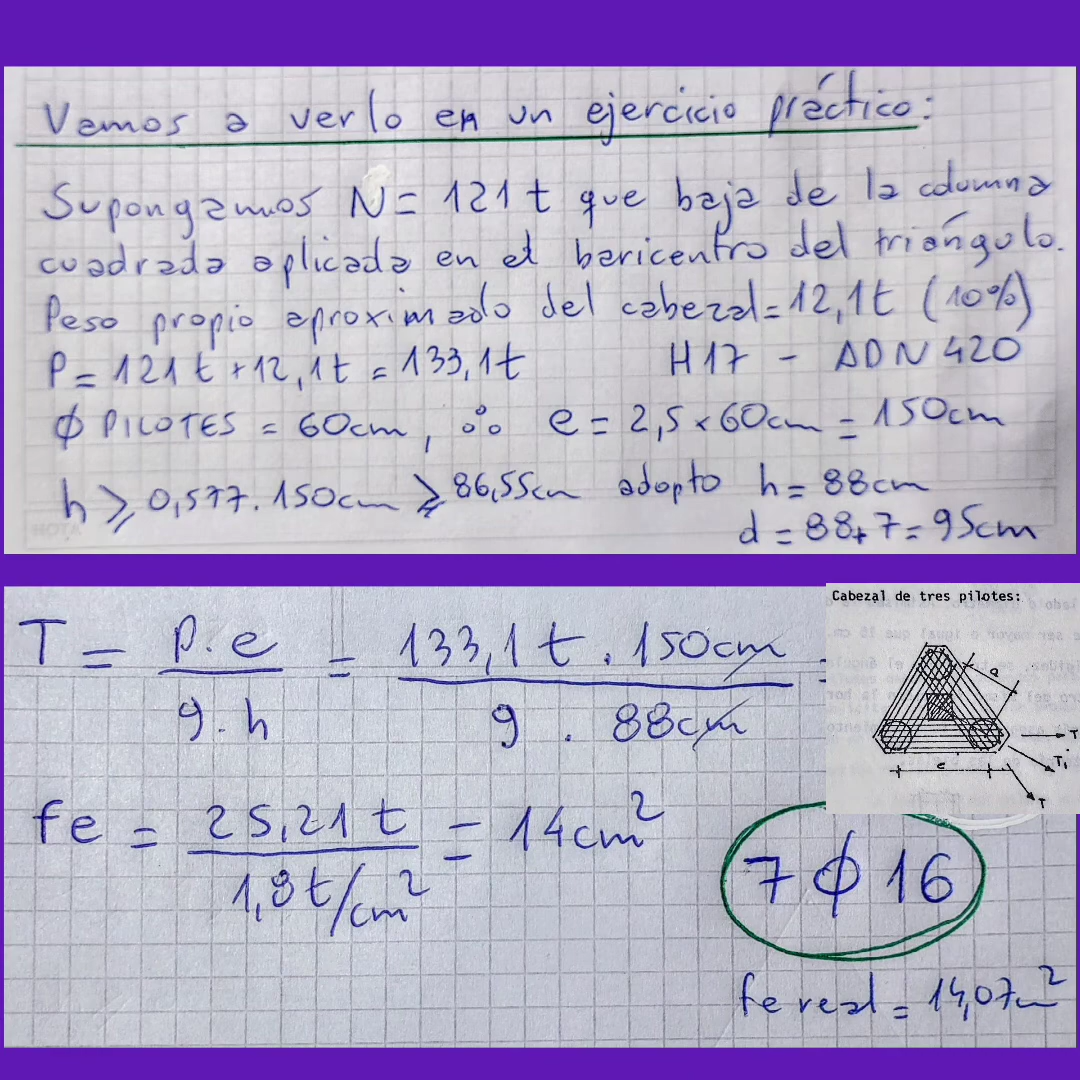 Vamos a verlo en un ejercicio práctico:
Supongamos N = 121 t que baja de la columna
cuadrada aplicada en el baricentro del triángulo.
Peso propio aproximado del cabezal = 12,1t (10%)
P = 121 t + 12,1t = 133,1t H17 - ADN 420
ϕ PILOTES = 60cm, ∴ e = 2,5 x 60cm = 150cm
h ⩾ 0,577 . 150cm ⩾ 86,55cm adopto h = 88cm
d = 88 + 7 = 95cm
T = P. e / 9. h = 133,1 t . 150cm / 9 . 88cm =
Cabezal de tres pilotes:
a
T
T₁
e
T
fe = 25,21 t / 1,8 t/cm² = 14cm²
7 ϕ 16
fe real = 14,07cm²